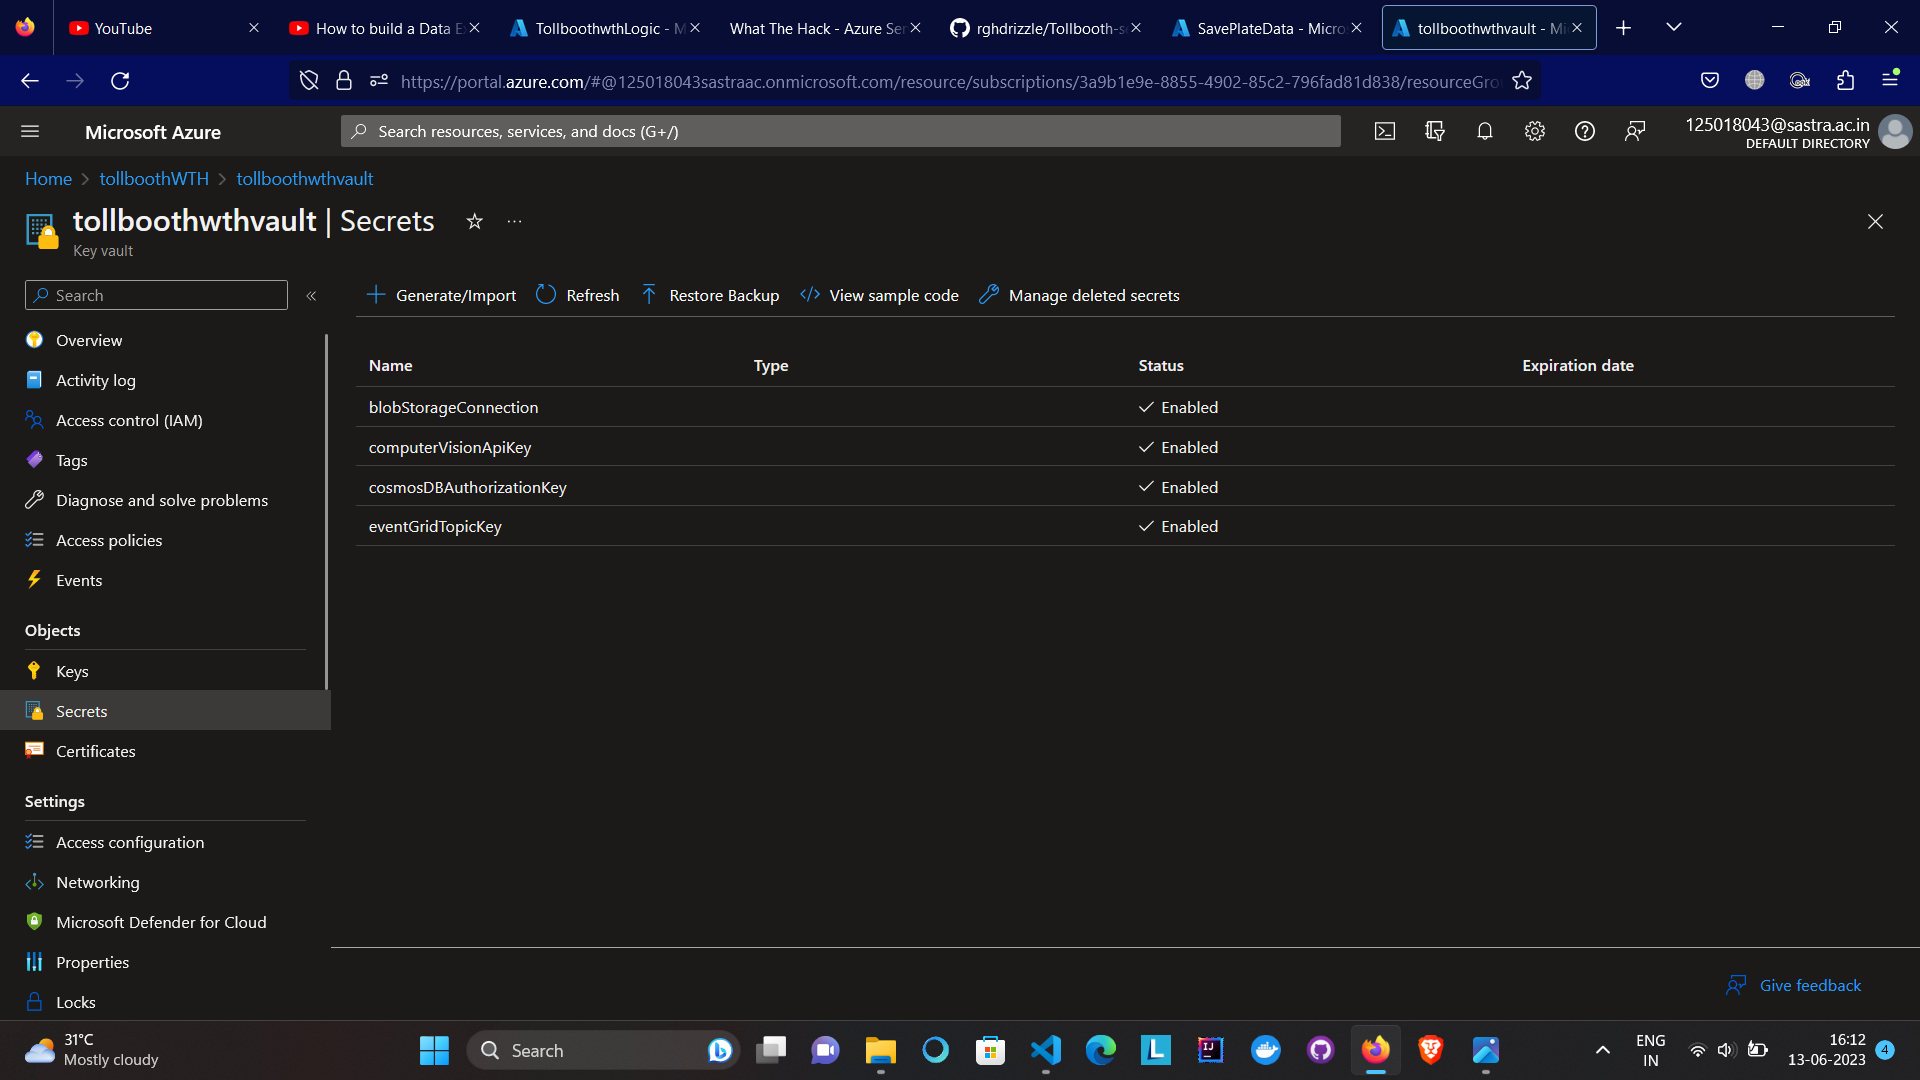 YouTube
How to build a Data E
TollboothwthLogic - M
What The Hack - Azure Ser
rghdrizzle/Tollbooth-s
SavePlateData - Micro
tollboothwthvault - Mi
https://portal.azure.com/#@125018043sastraac.onmicrosoft.com/resource/subscriptions/3a9b1e9e-8855-4902-85c2-796fad81d838/resourceGro
Microsoft Azure
Search resources, services, and docs (G+/)
125018043@sastra.ac.in
DEFAULT DIRECTORY
Home > tollboothWTH > tollboothwthvault
tollboothwthvault | Secrets
Key vault
Search
Generate/Import
Refresh
Restore Backup
View sample code
Manage deleted secrets
Overview
Activity log
Access control (IAM)
Tags
Diagnose and solve problems
Access policies
Events
Objects
Keys
Secrets
Certificates
Settings
Access configuration
Networking
Microsoft Defender for Cloud
Properties
Locks
Name Type Status Expiration date
blobStorageConnection Enabled
computerVisionApiKey Enabled
cosmosDBAuthorizationKey Enabled
eventGridTopicKey Enabled
Give feedback
31°C
Mostly cloudy
Search
ENG
IN
16:12
13-06-2023
4